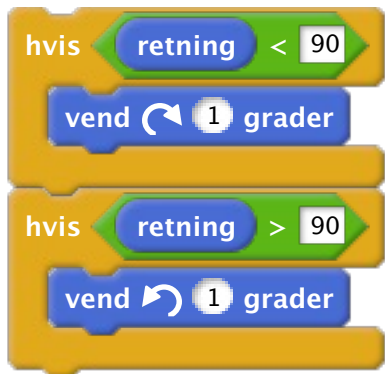 hvis retning < 90
vend 1 grader
hvis retning > 90
vend 1 grader